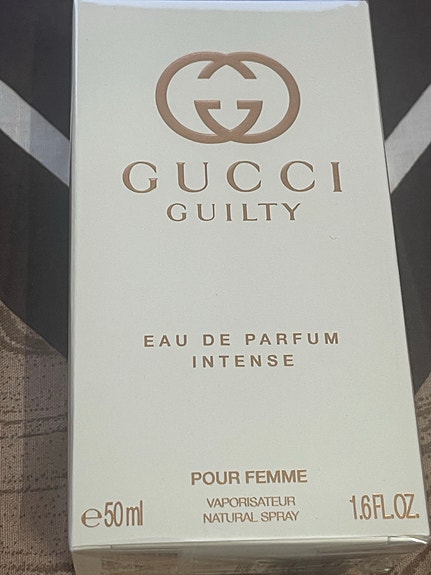 GUCCI
GUILTY
EAU DE PARFUM
INTENSE
POUR FEMME
VAPORISATEUR
NATURAL SPRAY
℮50ml
1.6FL.OZ.